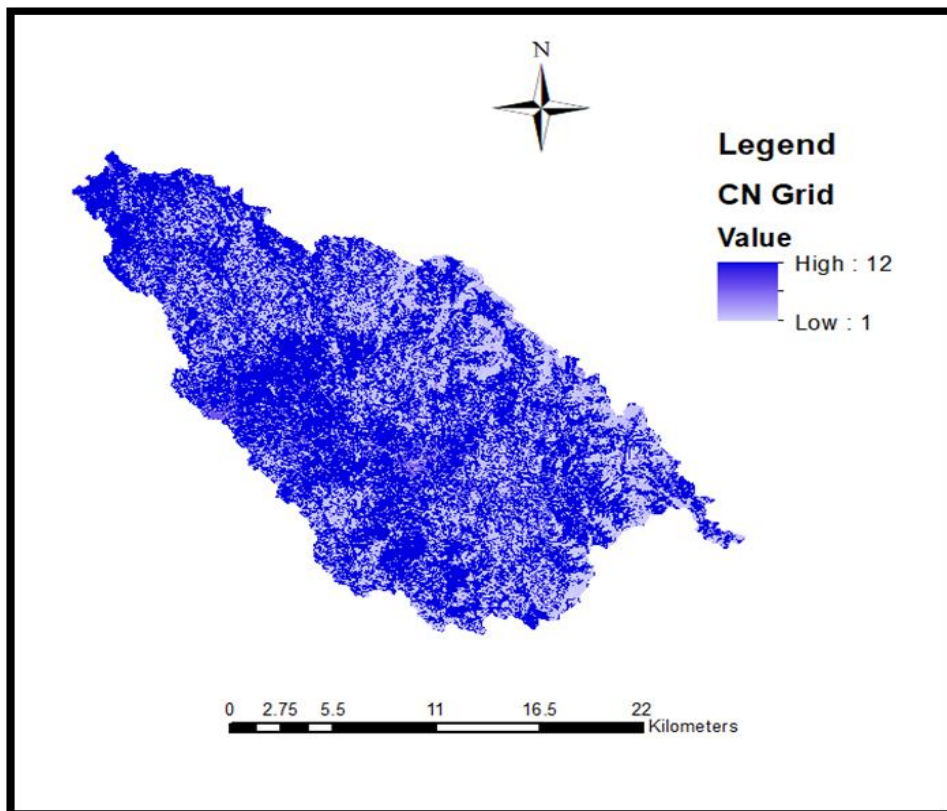 N
Legend
CN Grid
Value
High : 12
Low : 1
0 2.75 5.5 11 16.5 22
Kilometers